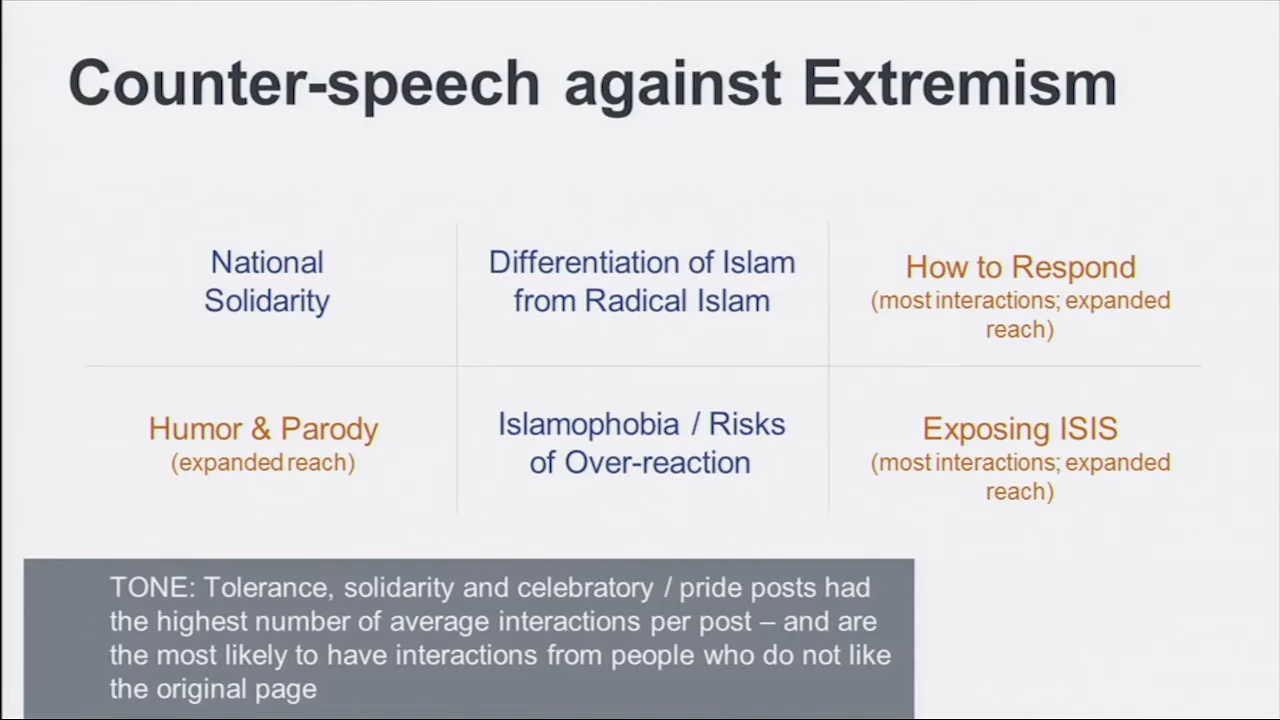 Counter-speech against Extremism
National
Solidarity
Differentiation of Islam
from Radical Islam
How to Respond
(most interactions; expanded
reach)
Humor & Parody
(expanded reach)
Islamophobia / Risks
of Over-reaction
Exposing ISIS
(most interactions; expanded
reach)
TONE: Tolerance, solidarity and celebratory / pride posts had
the highest number of average interactions per post – and are
the most likely to have interactions from people who do not like
the original page